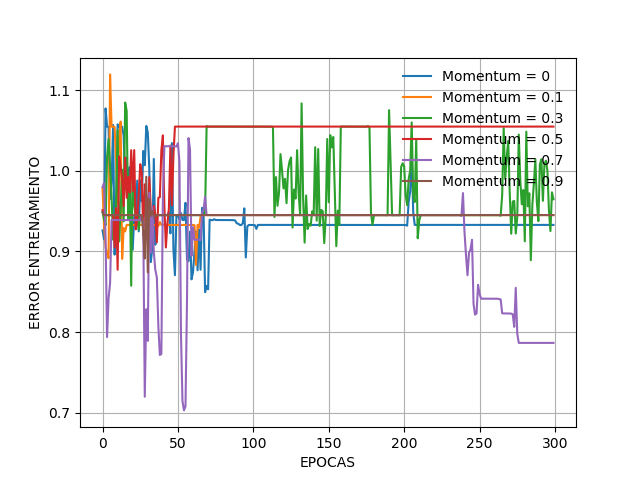 1.1
1.0
0.9
0.8
0.7
ERROR ENTRENAMIENTO
Momentum = 0
Momentum = 0.1
Momentum = 0.3
Momentum = 0.5
Momentum = 0.7
Momentum = 0.9
0 50 100 150 200 250 300
EPOCAS